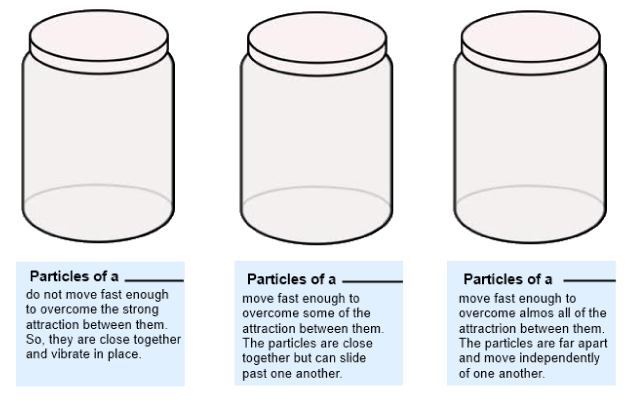 Particles of a ________
do not move fast enough
to overcome the strong
attraction between them.
So, they are close together
and vibrate in place.
Particles of a ________
move fast enough to
overcome some of the
attraction between them.
The particles are close
together but can slide
past one another.
Particles of a ________
move fast enough to
overcome almos all of the
attractrion between them.
The particles are far apart
and move independently
of one another.